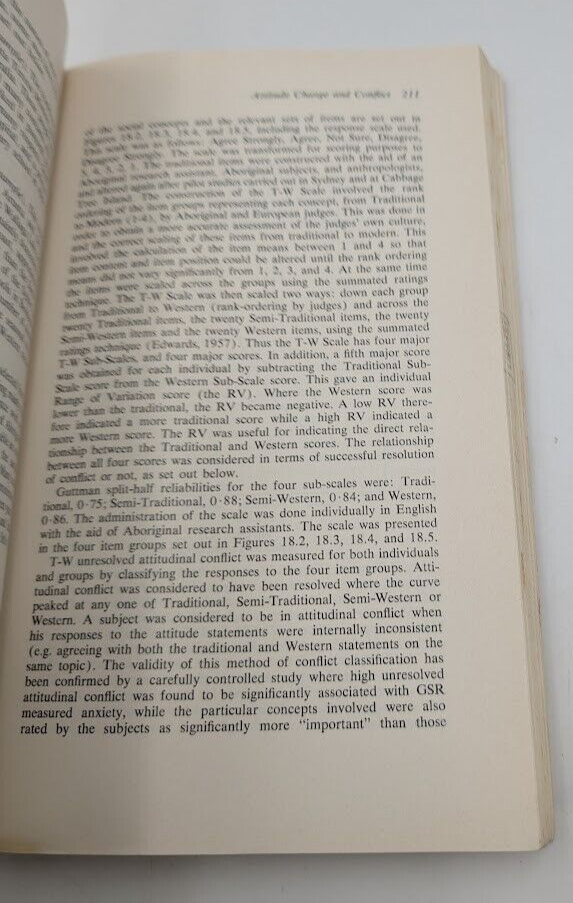 Attitude Change and Conflict 211
of the social concepts and the relevant sets of items are set out in
Figures 18.2, 18.3, 18.4, and 18.5, including the response scale used.
This scale was as follows: Agree Strongly, Agree, Not Sure, Disagree,
Disagree Strongly. The scale was transformed for scoring purposes to
5, 4, 3, 2, 1. The traditional items were constructed with the aid of an
Aboriginal research assistant, Aboriginal subjects, and anthropologists,
and altered again after pilot studies carried out in Sydney and at Cabbage
Tree Island. The construction of the T-W Scale involved the rank
ordering of the item groups representing each concept, from Traditional
to Modern (1-4), by Aboriginal and European judges. This was done in
order to obtain a more accurate assessment of the judges' own culture,
and the correct scaling of these items from traditional to modern. This
involved the calculation of the item means between 1 and 4 so that
item content and item position could be altered until the rank ordering
means did not vary significantly from 1, 2, 3, and 4. At the same time
the items were scaled across the groups using the summated ratings
technique. The T-W Scale was then scaled two ways: down each group
from Traditional to Western (rank-ordering by judges) and across the
twenty Traditional items, the twenty Semi-Traditional items, the twenty
Semi-Western items and the twenty Western items, using the summated
ratings technique (Edwards, 1957). Thus the T-W Scale has four major
T-W Sub-Scales, and four major scores. In addition, a fifth major score
was obtained for each individual by subtracting the Traditional Sub-
Scale score from the Western Sub-Scale score. This gave an individual
Range of Variation score (the RV). Where the Western score was
lower than the traditional, the RV became negative. A low RV there-
fore indicated a more traditional score while a high RV indicated a
more Western score. The RV was useful for indicating the direct rela-
tionship between the Traditional and Western scores. The relationship
between all four scores was considered in terms of successful resolution
of conflict or not, as set out below.
Guttman split-half reliabilities for the four sub-scales were: Tradi-
tional, 0·75; Semi-Traditional, 0·88; Semi-Western, 0·84; and Western,
0·86. The administration of the scale was done individually in English
with the aid of Aboriginal research assistants. The scale was presented
in the four item groups set out in Figures 18.2, 18.3, 18.4, and 18.5.
T-W unresolved attitudinal conflict was measured for both individuals
and groups by classifying the responses to the four item groups. Atti-
tudinal conflict was considered to have been resolved where the curve
peaked at any one of Traditional, Semi-Traditional, Semi-Western or
Western. A subject was considered to be in attitudinal conflict when
his responses to the attitude statements were internally inconsistent
(e.g. agreeing with both the traditional and Western statements on the
same topic). The validity of this method of conflict classification has
been confirmed by a carefully controlled study where high unresolved
attitudinal conflict was found to be significantly associated with GSR
measured anxiety, while the particular concepts involved were also
rated by the subjects as significantly more "important" than those